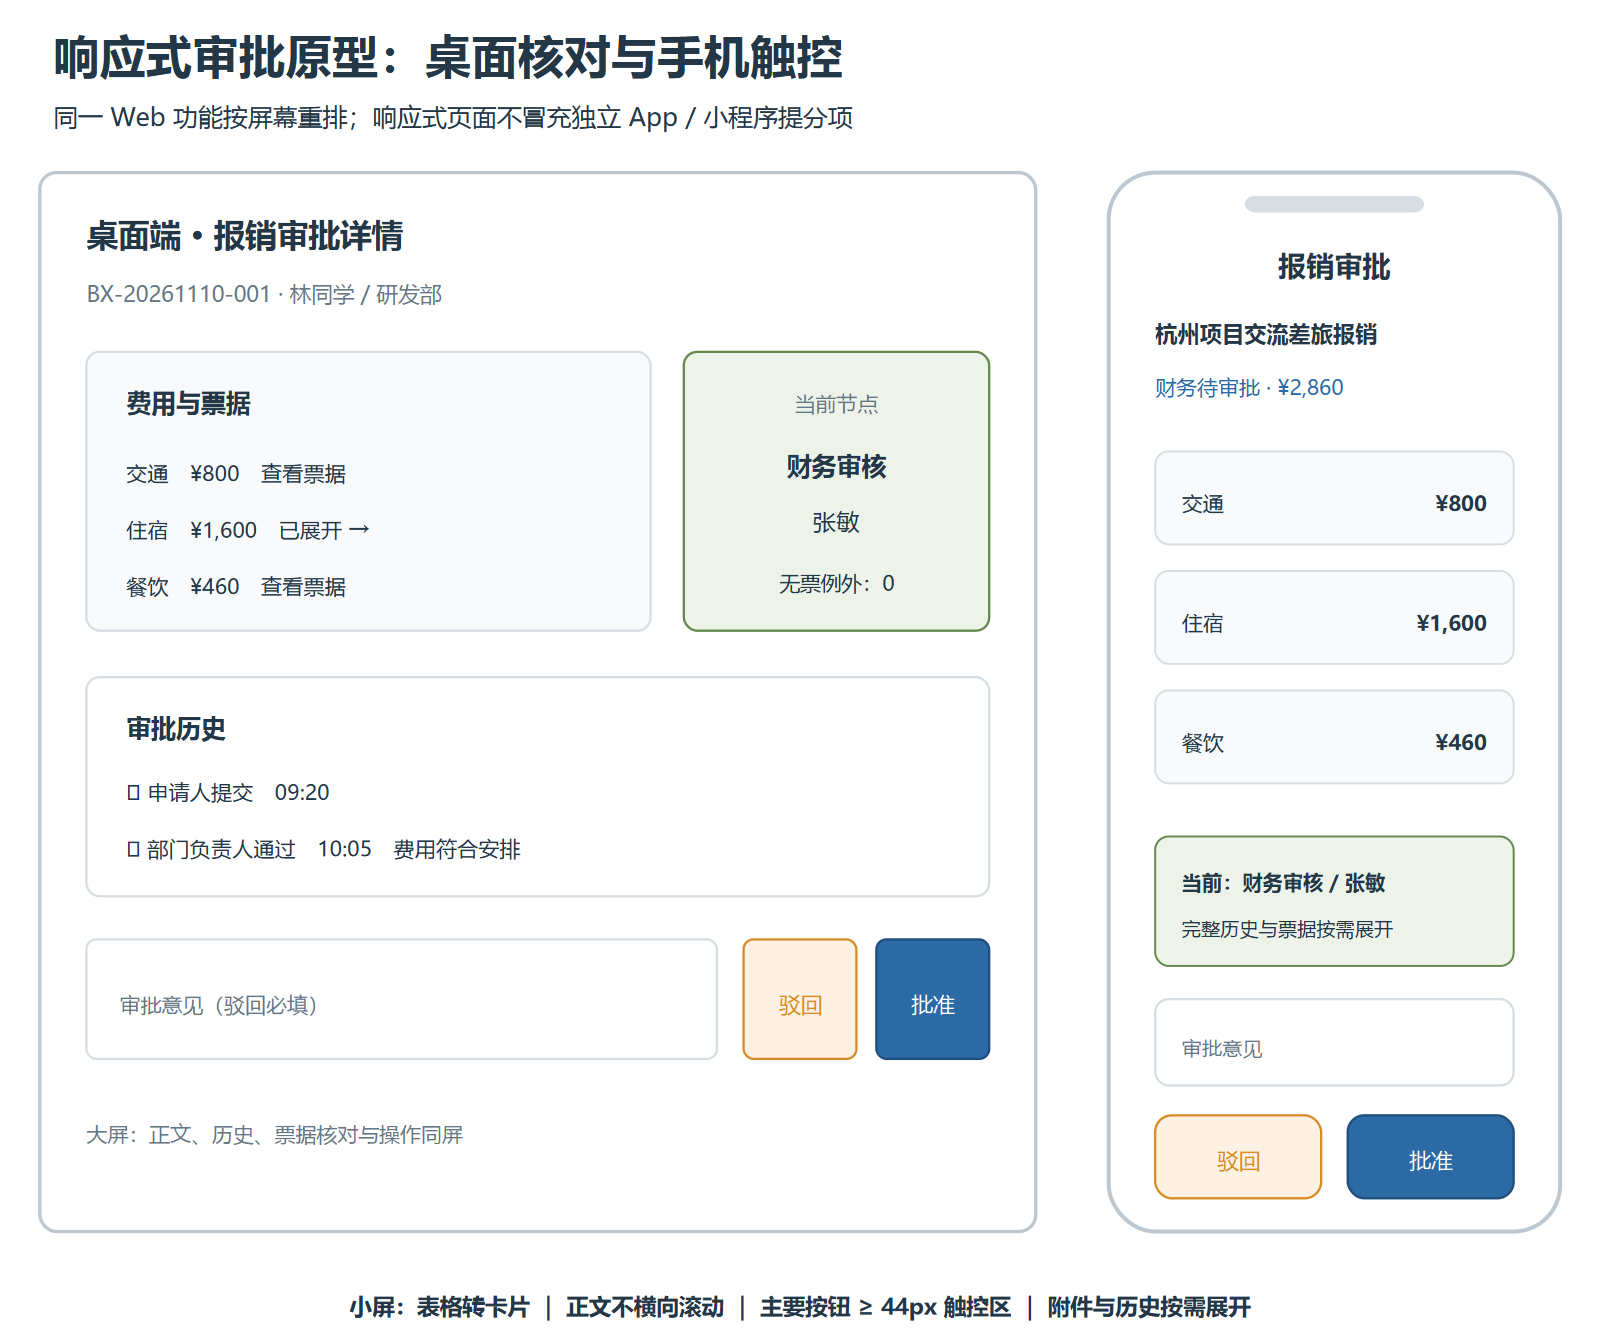 响应式审批原型：桌面核对与手机触控
同一 Web 功能按屏幕重排；响应式页面不冒充独立 App / 小程序提分项
桌面端·报销审批详情
BX-20261110-001 · 林同学 / 研发部
费用与票据
交通 ¥800 查看票据
住宿 ¥1,600 已展开 →
餐饮 ¥460 查看票据
当前节点
财务审核
张敏
无票例外：0
审批历史
▯ 申请人提交 09:20
▯ 部门负责人通过 10:05 费用符合安排
审批意见（驳回必填）
驳回
批准
大屏：正文、历史、票据核对与操作同屏
报销审批
杭州项目交流差旅报销
财务待审批 · ¥2,860
交通 ¥800
住宿 ¥1,600
餐饮 ¥460
当前：财务审核 / 张敏
完整历史与票据按需展开
审批意见
驳回
批准
小屏：表格转卡片 ｜ 正文不横向滚动 ｜ 主要按钮 ≥ 44px 触控区 ｜ 附件与历史按需展开